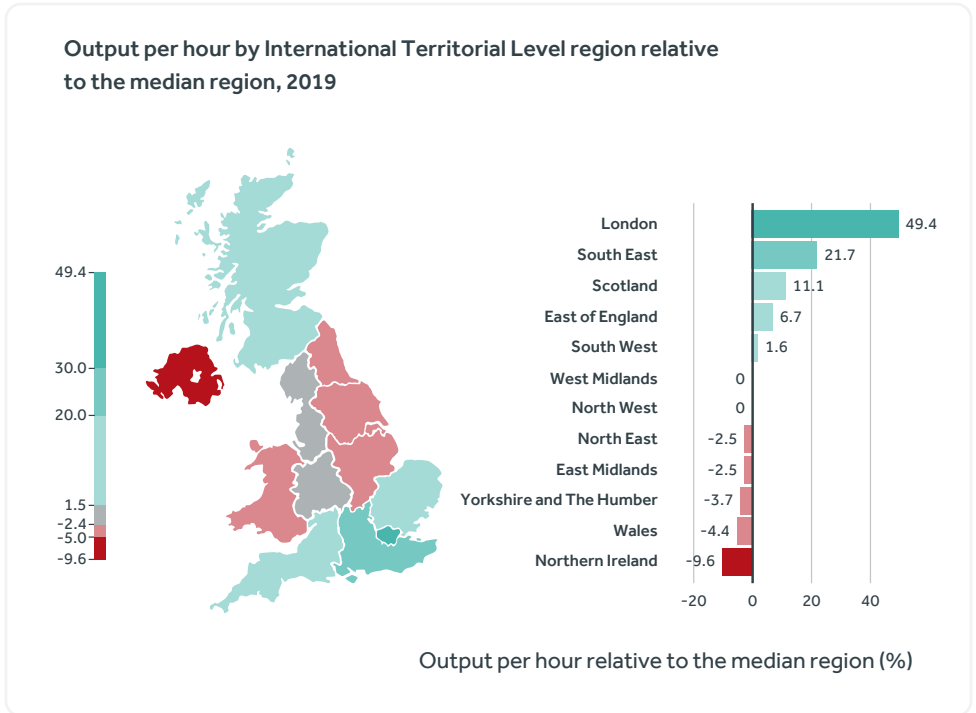 Output per hour by International Territorial Level region relative
to the median region, 2019
49.4
30.0
20.0
1.5
-2.4
-5.0
-9.6
London 49.4
South East 21.7
Scotland 11.1
East of England 6.7
South West 1.6
West Midlands 0
North West 0
North East -2.5
East Midlands -2.5
Yorkshire and The Humber -3.7
Wales -4.4
Northern Ireland -9.6
-20 0 20 40
Output per hour relative to the median region (%)